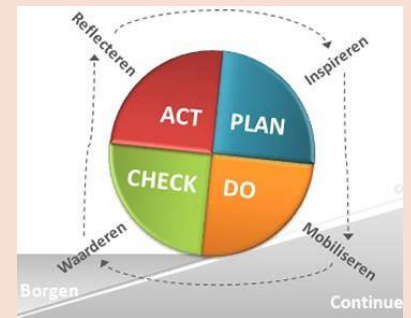 Reflecteren
Inspireren
ACT
PLAN
CHECK
DO
Waarderen
Mobiliseren
Borgen
Continue